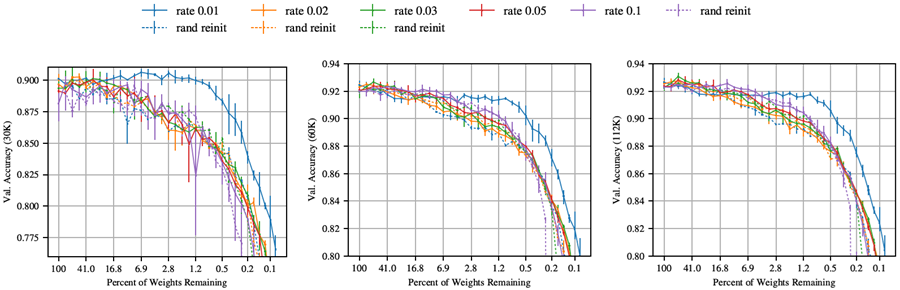 rate 0.01 rate 0.02 rate 0.03 rate 0.05 rate 0.1 rand reinit
rand reinit rand reinit rand reinit
Val. Accuracy (30K)
0.900
0.875
0.850
0.825
0.800
0.775
100 41.0 16.8 6.9 2.8 1.2 0.5 0.2 0.1
Percent of Weights Remaining
Val. Accuracy (60K)
0.94
0.92
0.90
0.88
0.86
0.84
0.82
0.80
100 41.0 16.8 6.9 2.8 1.2 0.5 0.2 0.1
Percent of Weights Remaining
Val. Accuracy (112K)
0.94
0.92
0.90
0.88
0.86
0.84
0.82
0.80
100 41.0 16.8 6.9 2.8 1.2 0.5 0.2 0.1
Percent of Weights Remaining